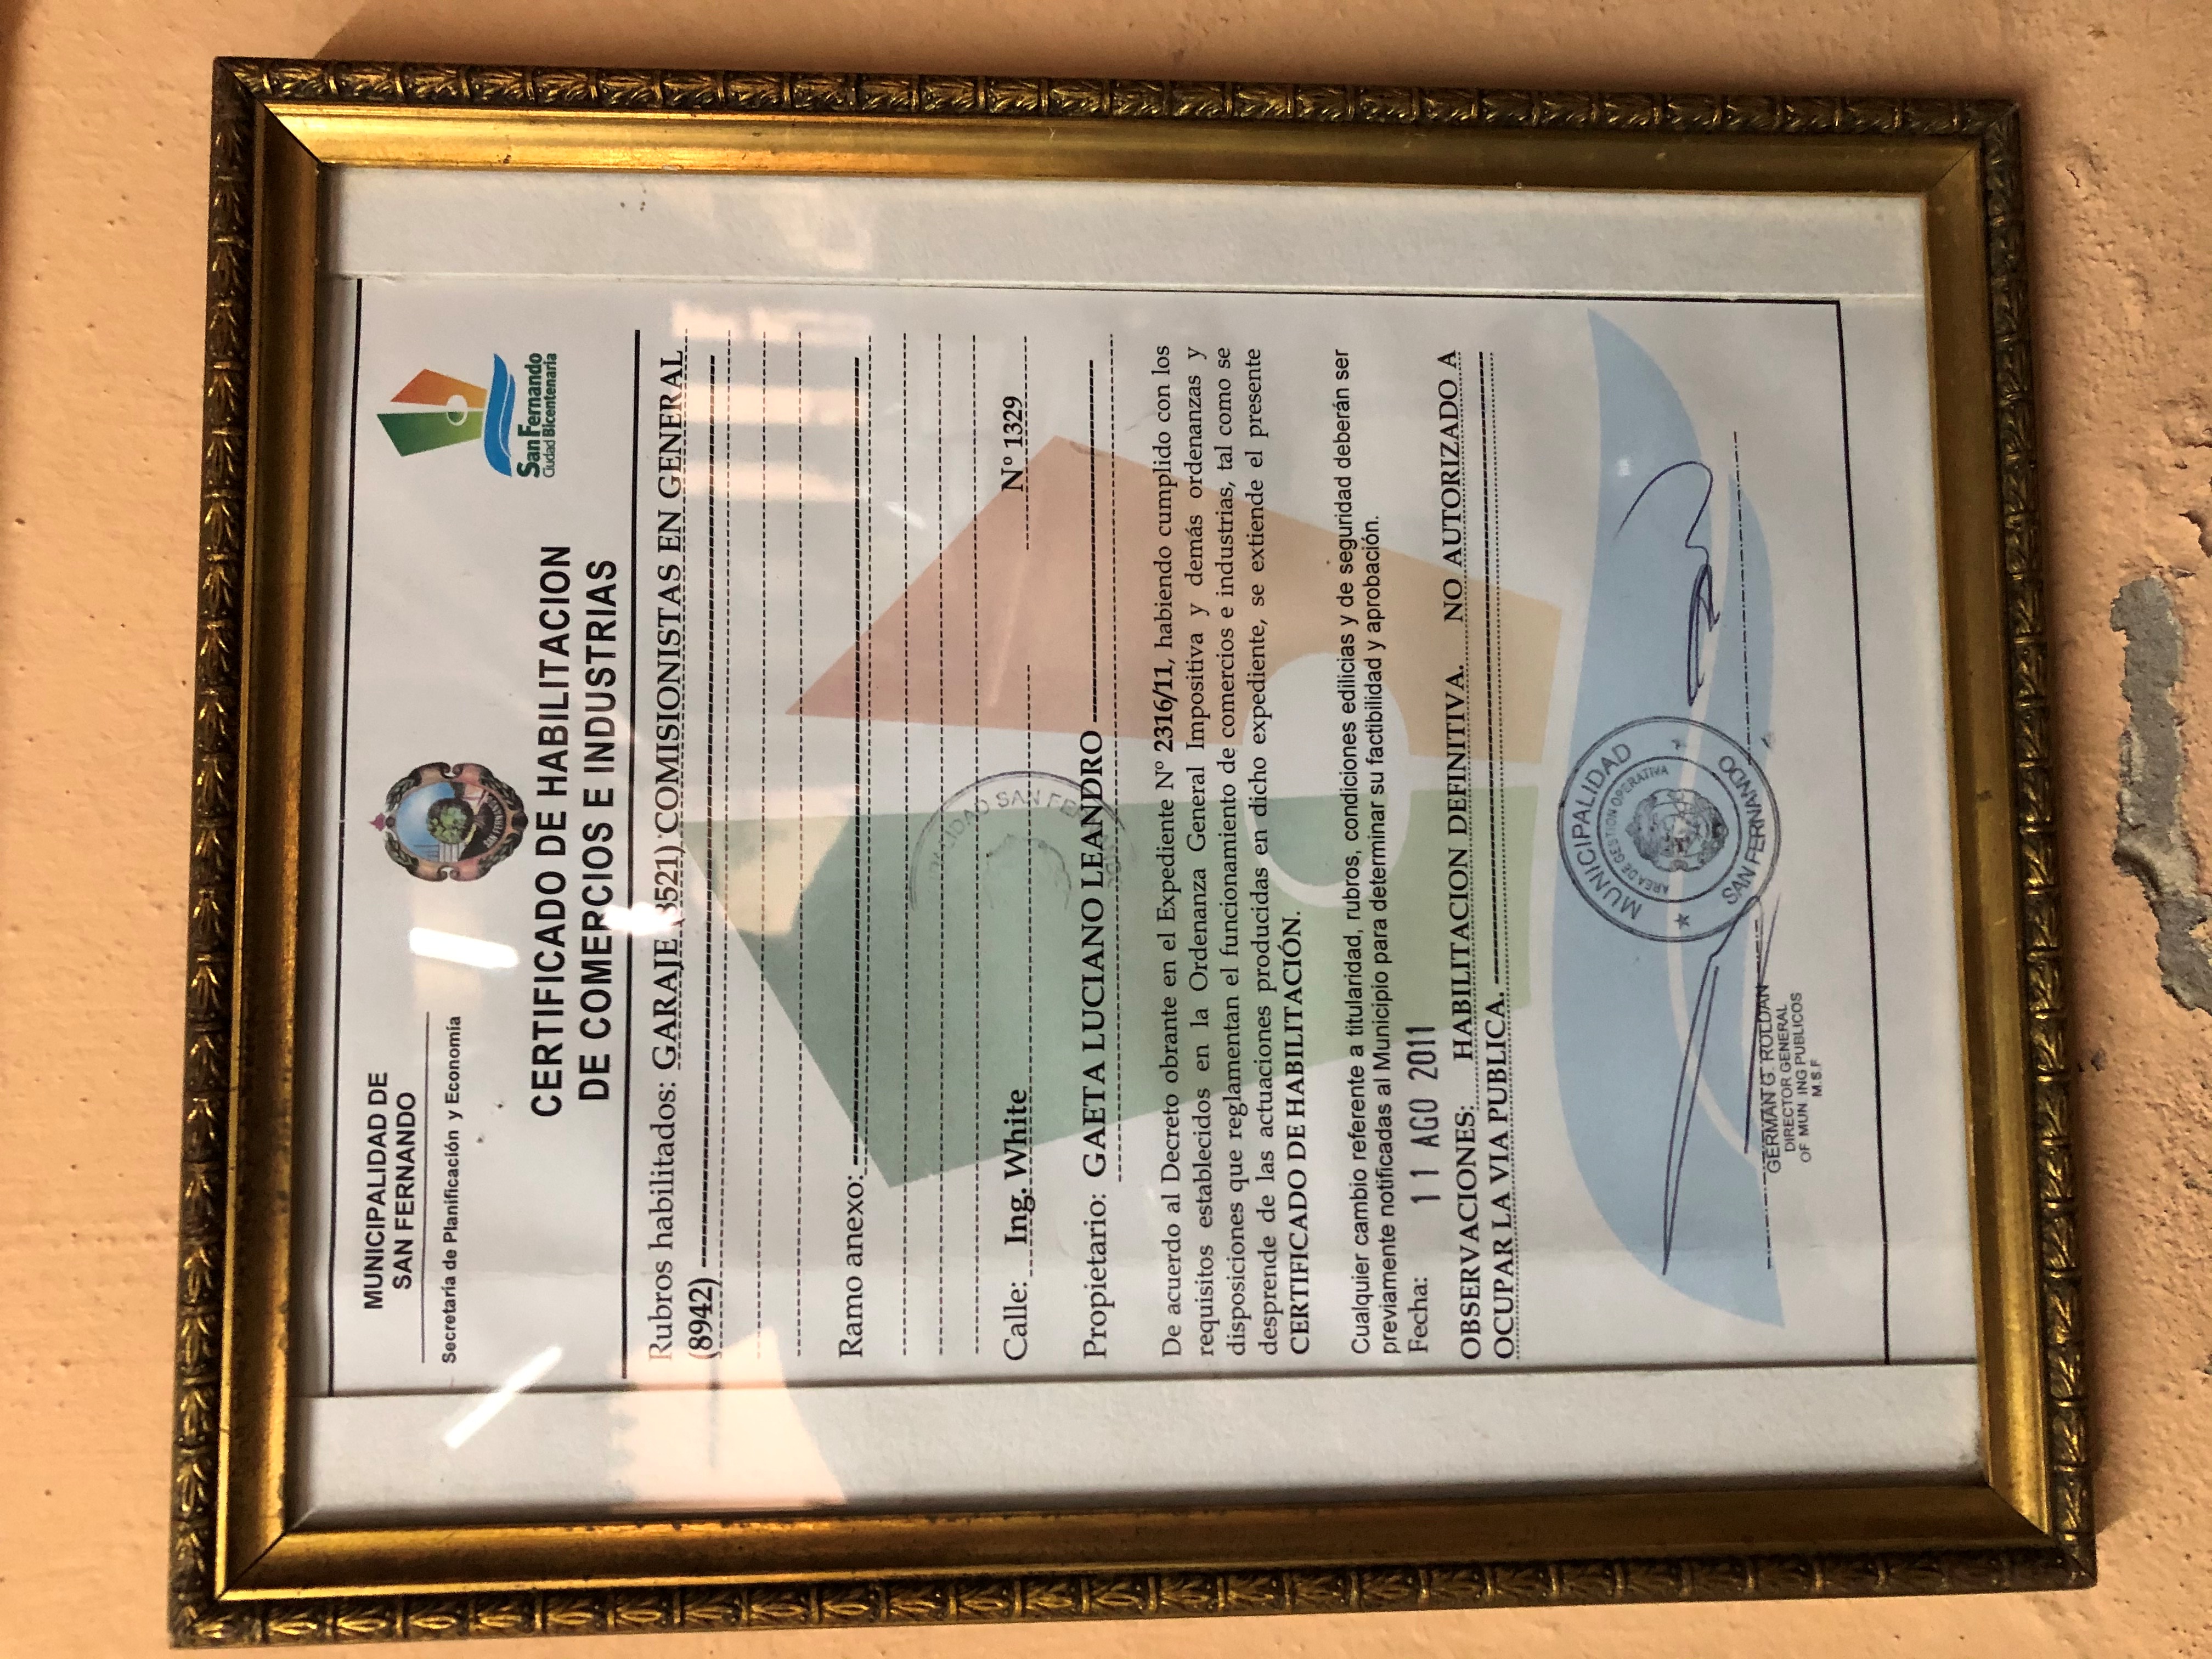 MUNICIPALIDAD DE
SAN FERNANDO
Secretaría de Planificación y Economía
San Fernando
Ciudad Bicentenaria
CERTIFICADO DE HABILITACION
DE COMERCIOS E INDUSTRIAS
Rubros habilitados: GARAJE (3521) COMISIONISTAS EN GENERAL
(8942)
Ramo anexo:
Calle: Ing. White Nº 1329
Propietario: GAETA LUCIANO LEANDRO
De acuerdo al Decreto obrante en el Expediente Nº 2316/11, habiendo cumplido con los
requisitos establecidos en la Ordenanza General Impositiva y demás ordenanzas y
disposiciones que reglamentan el funcionamiento de comercios e industrias, tal como se
desprende de las actuaciones producidas en dicho expediente, se extiende el presente
CERTIFICADO DE HABILITACIÓN.
Cualquier cambio referente a titularidad, rubros, condiciones edilicias y de seguridad deberán ser
previamente notificadas al Municipio para determinar su factibilidad y aprobación.
Fecha: 11 AGO 2011
OBSERVACIONES: HABILITACION DEFINITIVA. NO AUTORIZADO A
OCUPAR LA VIA PUBLICA.
MUNICIPALIDAD
AREA DE GESTION OPERATIVA
SAN FERNANDO
GERMAN G. ROLDAN
DIRECTOR GENERAL
OF MUN. ING PUBLICOS
M.S.F